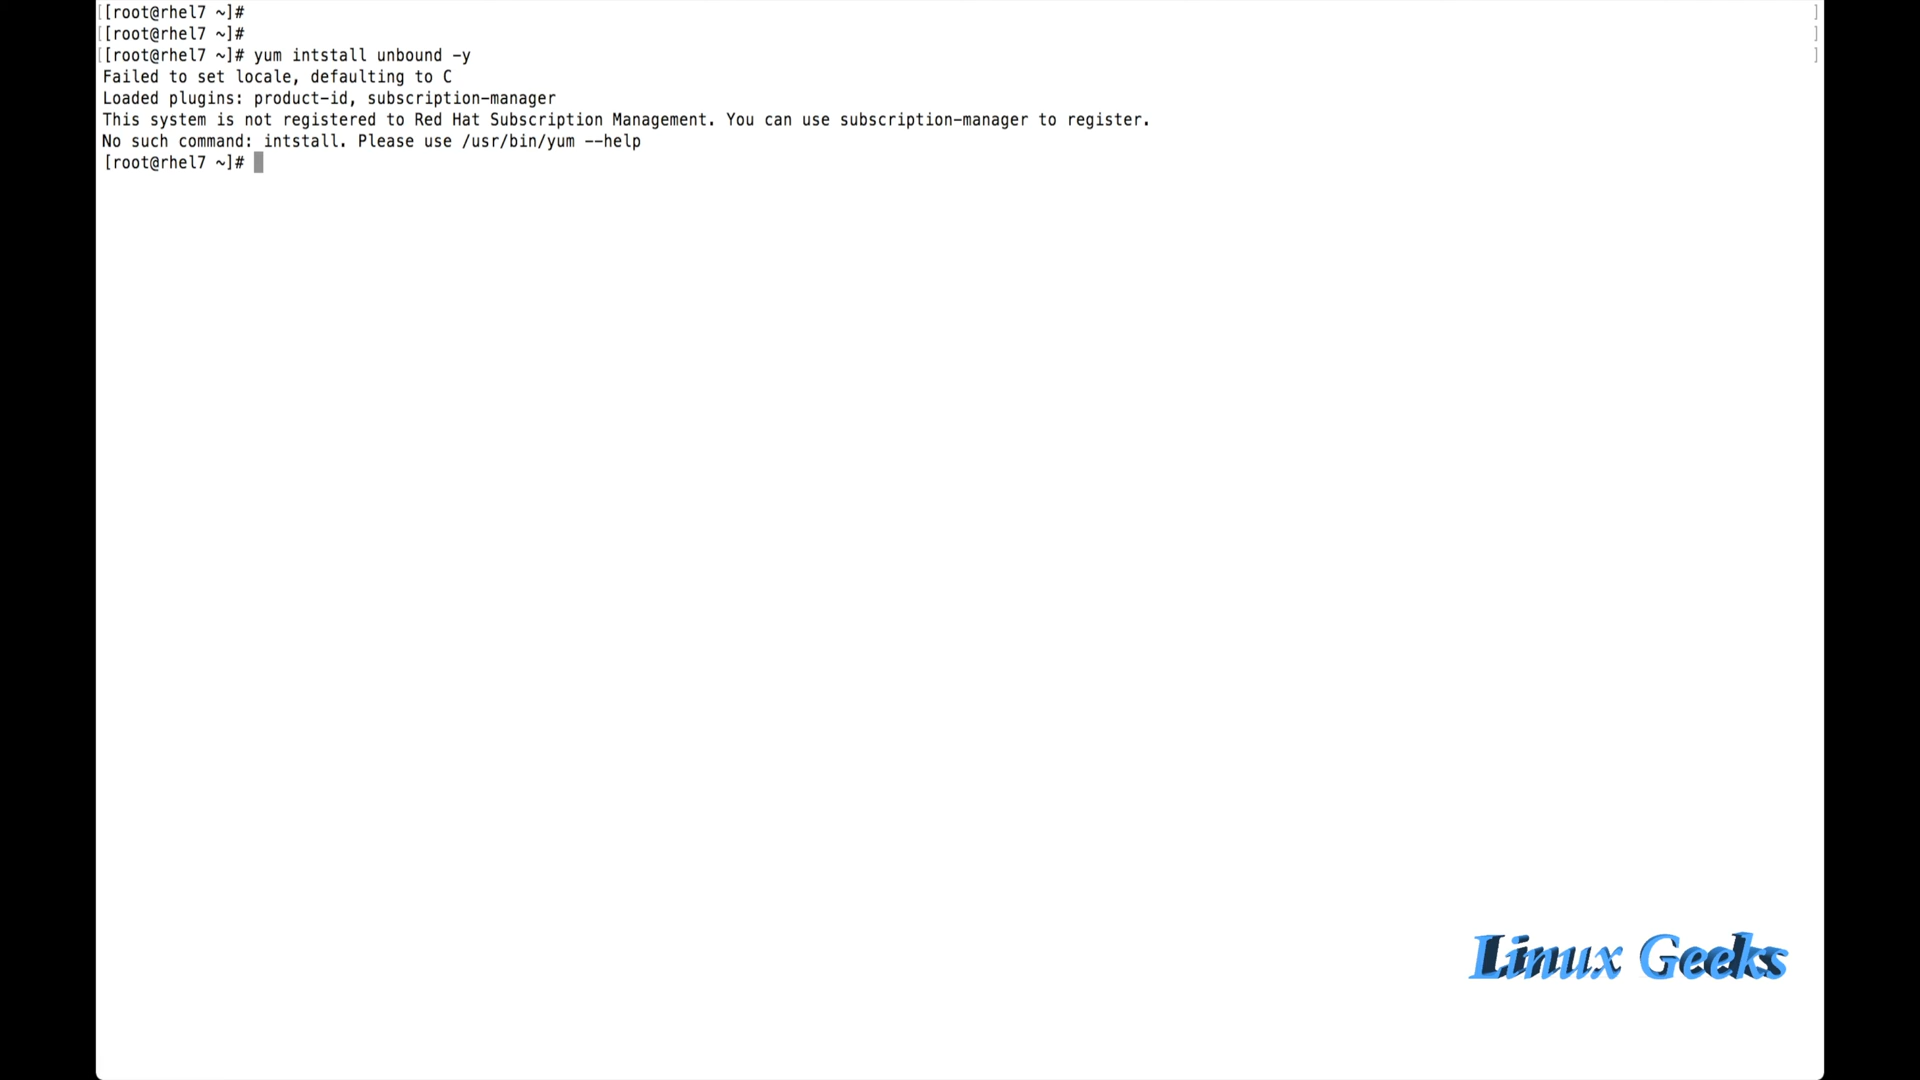 [[root@rhel7 ~]# ]
[[root@rhel7 ~]# ]
[[root@rhel7 ~]# yum intstall unbound -y ]
Failed to set locale, defaulting to C
Loaded plugins: product-id, subscription-manager
This system is not registered to Red Hat Subscription Management. You can use subscription-manager to register.
No such command: intstall. Please use /usr/bin/yum --help
[root@rhel7 ~]#
Linux Geeks